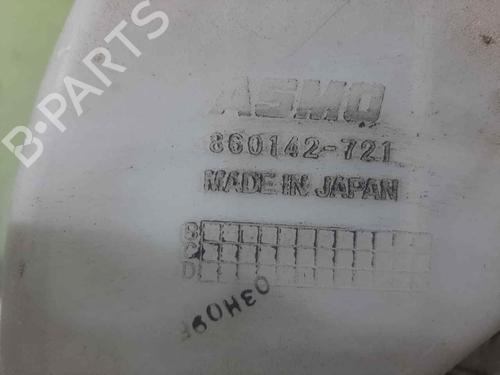 B-PARTS
ASMO
860142-721
MADE IN JAPAN
B
C
D